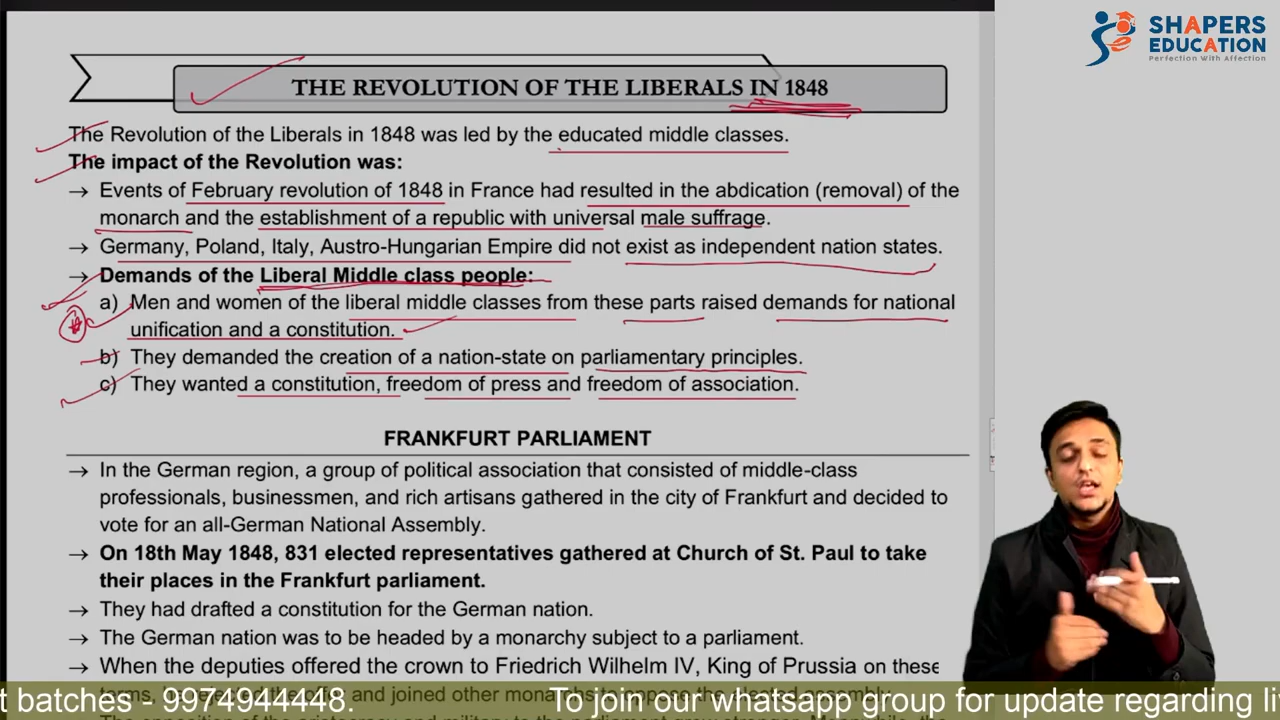 SHAPERS
EDUCATION
Perfection With Affection
THE REVOLUTION OF THE LIBERALS IN 1848
The Revolution of the Liberals in 1848 was led by the educated middle classes.
The impact of the Revolution was:
→ Events of February revolution of 1848 in France had resulted in the abdication (removal) of the
monarch and the establishment of a republic with universal male suffrage.
→ Germany, Poland, Italy, Austro-Hungarian Empire did not exist as independent nation states.
→ Demands of the Liberal Middle class people:
a) Men and women of the liberal middle classes from these parts raised demands for national
unification and a constitution.
b) They demanded the creation of a nation-state on parliamentary principles.
c) They wanted a constitution, freedom of press and freedom of association.
FRANKFURT PARLIAMENT
→ In the German region, a group of political association that consisted of middle-class
professionals, businessmen, and rich artisans gathered in the city of Frankfurt and decided to
vote for an all-German National Assembly.
→ On 18th May 1848, 831 elected representatives gathered at Church of St. Paul to take
their places in the Frankfurt parliament.
→ They had drafted a constitution for the German nation.
→ The German nation was to be headed by a monarchy subject to a parliament.
→ When the deputies offered the crown to Friedrich Wilhelm IV, King of Prussia on these
terms, and joined other monarchs to oppose the elected assembly.
t batches - 9974944448. To join our whatsapp group for update regarding li